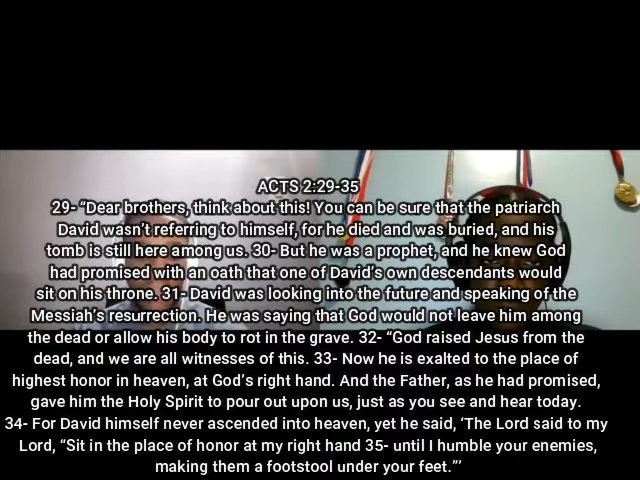 ACTS 2:29-35
29- “Dear brothers, think about this! You can be sure that the patriarch
David wasn’t referring to himself, for he died and was buried, and his
tomb is still here among us. 30- But he was a prophet, and he knew God
had promised with an oath that one of David’s own descendants would
sit on his throne. 31- David was looking into the future and speaking of the
Messiah’s resurrection. He was saying that God would not leave him among
the dead or allow his body to rot in the grave. 32- “God raised Jesus from the
dead, and we are all witnesses of this. 33- Now he is exalted to the place of
highest honor in heaven, at God’s right hand. And the Father, as he had promised,
gave him the Holy Spirit to pour out upon us, just as you see and hear today.
34- For David himself never ascended into heaven, yet he said, ‘The Lord said to my
Lord, “Sit in the place of honor at my right hand 35- until I humble your enemies,
making them a footstool under your feet.”’